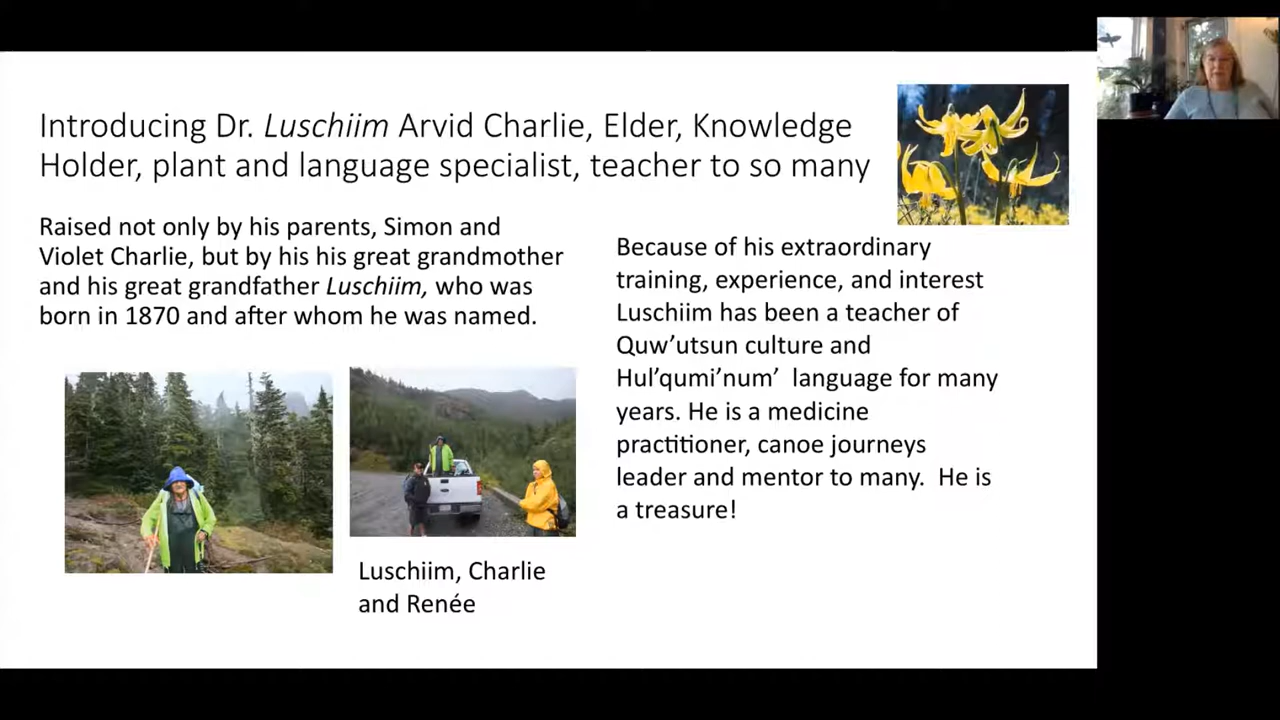 Introducing Dr. Luschiim Arvid Charlie, Elder, Knowledge
Holder, plant and language specialist, teacher to so many
Raised not only by his parents, Simon and
Violet Charlie, but by his his great grandmother
and his great grandfather Luschiim, who was
born in 1870 and after whom he was named.
Because of his extraordinary
training, experience, and interest
Luschiim has been a teacher of
Quw’utsun culture and
Hul’qumi’num’ language for many
years. He is a medicine
practitioner, canoe journeys
leader and mentor to many. He is
a treasure!
Luschiim, Charlie
and Renée